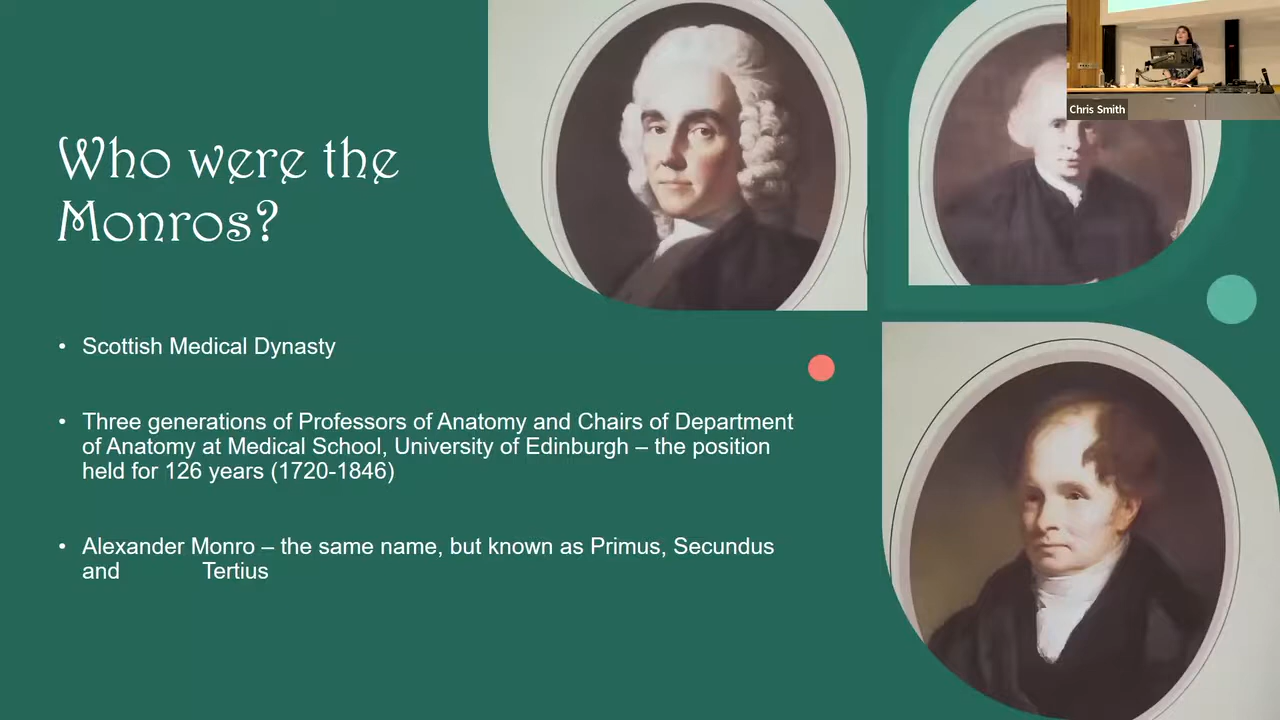 Who were the
Monros?
• Scottish Medical Dynasty
• Three generations of Professors of Anatomy and Chairs of Department
of Anatomy at Medical School, University of Edinburgh – the position
held for 126 years (1720-1846)
• Alexander Monro – the same name, but known as Primus, Secundus
and Tertius
Chris Smith